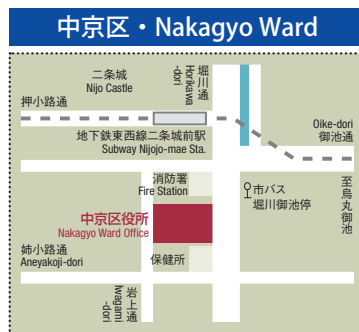 中京区・Nakagyo Ward
二条城
Nijo Castle
堀川通
Horikawa
-dori
押小路通
Oike-dori
御池通
地下鉄東西線二条城前駅
Subway Nijojo-mae Sta.
消防署
Fire Station
市バス
堀川御池停
至烏丸御池
中京区役所
Nakagyo Ward Office
姉小路通
Aneyakoji-dori
保健所
岩上通
Iwagami
-dori